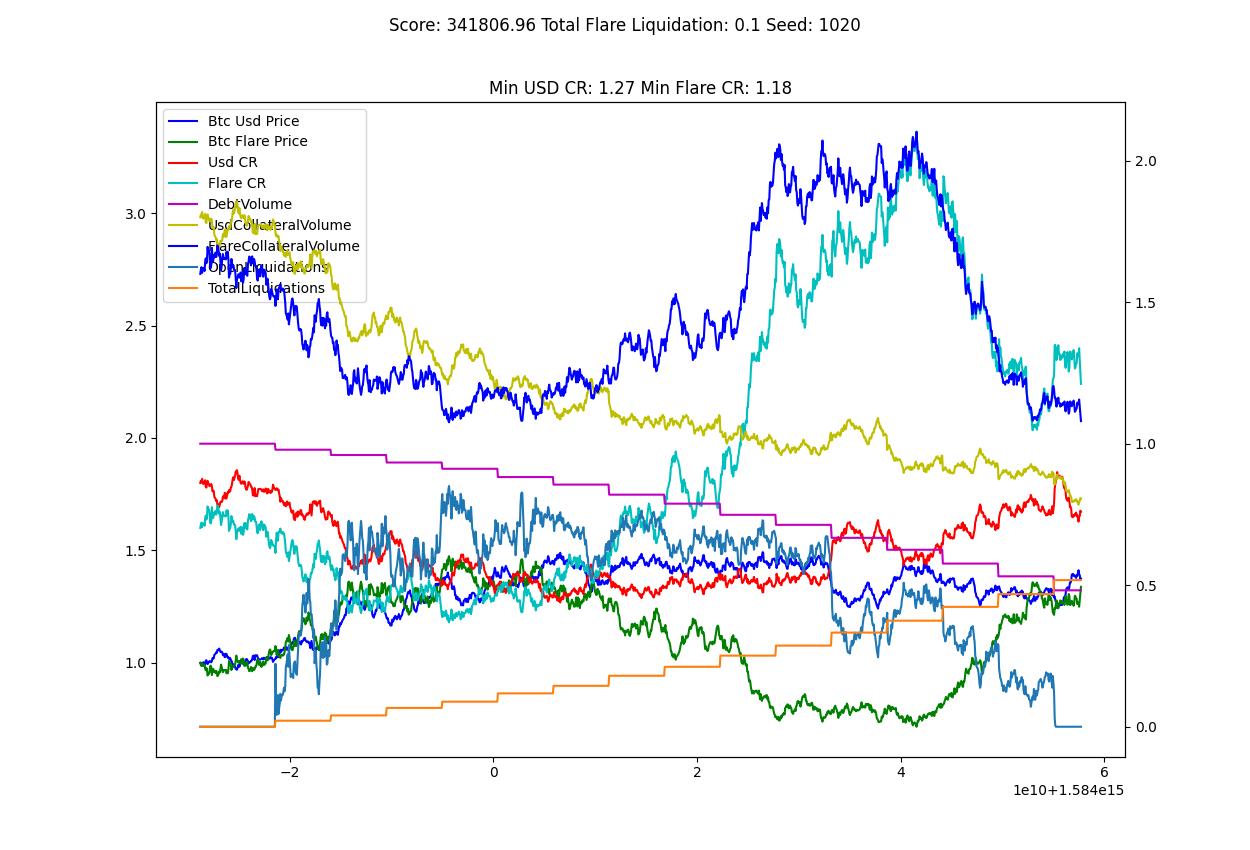 Score: 341806.96 Total Flare Liquidation: 0.1 Seed: 1020
Min USD CR: 1.27 Min Flare CR: 1.18
Btc Usd Price
Btc Flare Price
Usd CR
Flare CR
DebtVolume
UsdCollateralVolume
FlareCollateralVolume
OpenLiquidations
TotalLiquidations
3.0
2.5
2.0
1.5
1.0
2.0
1.5
1.0
0.5
0.0
−2
0
2
4
6
1e10+1.584e15